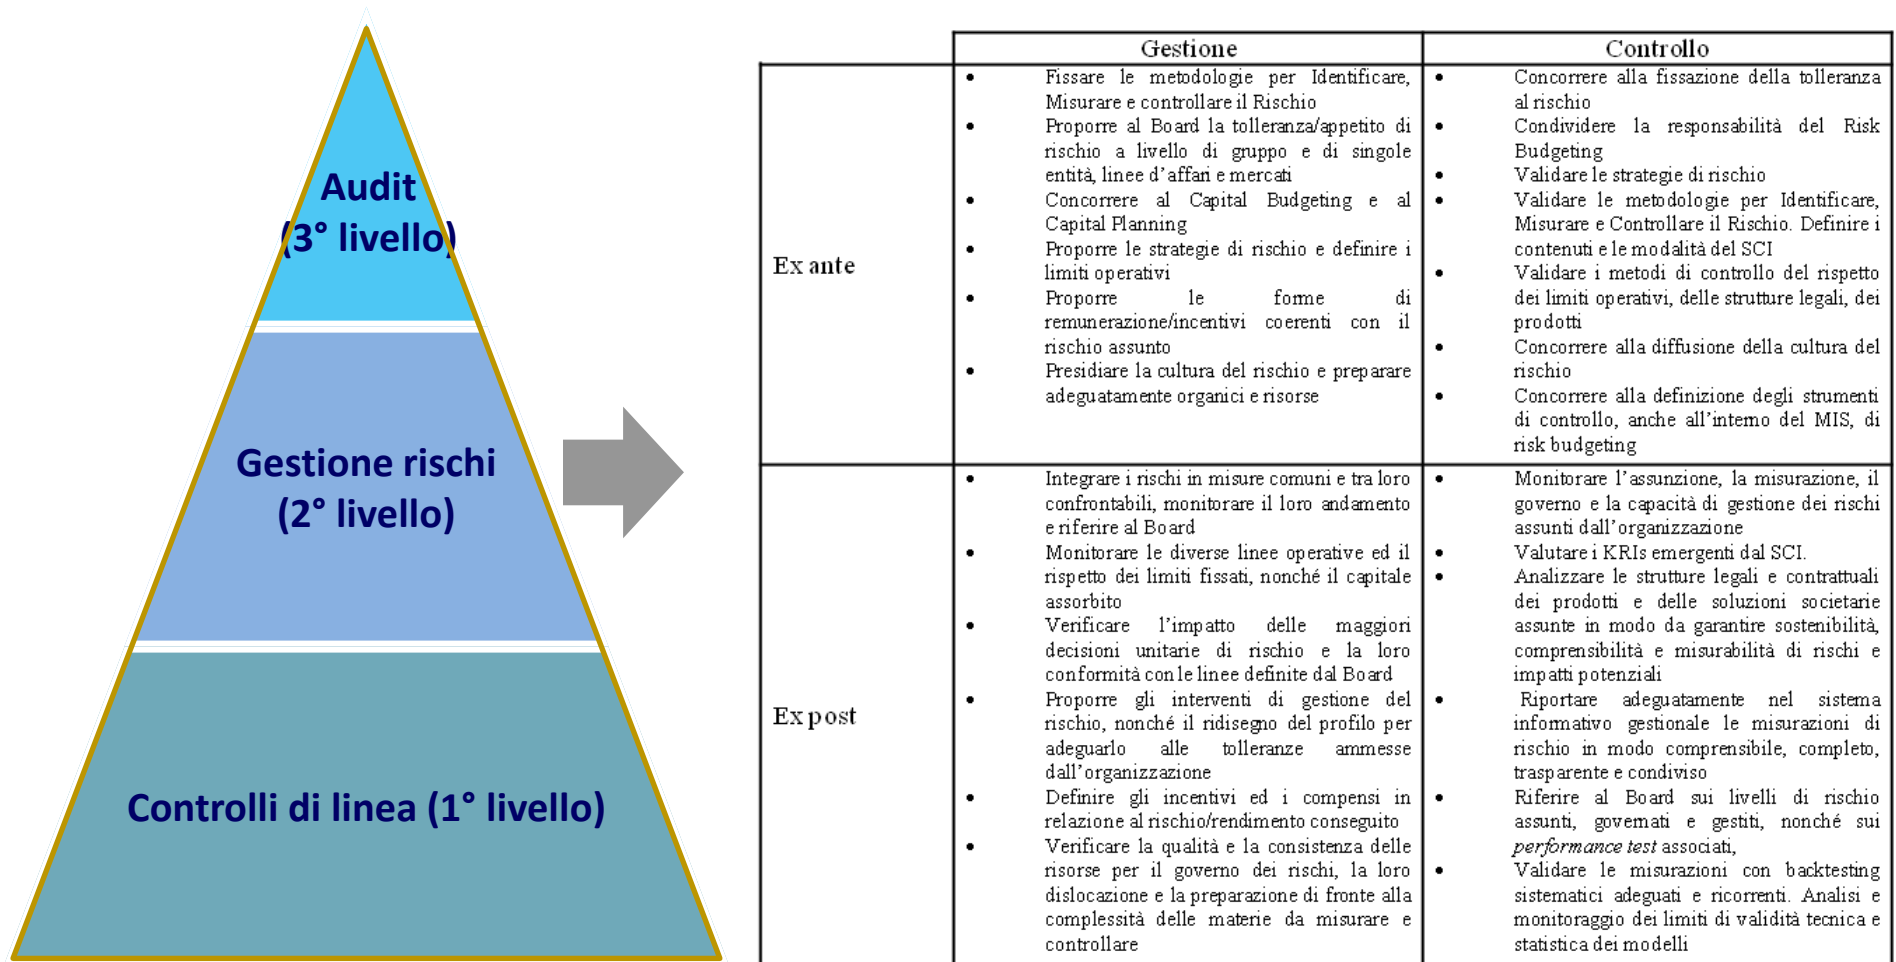 Audit
(3° livello)
Gestione rischi
(2° livello)
Controlli di linea (1° livello)
Gestione
Controllo
Ex ante
• Fissare le metodologie per Identificare,
Misurare e controllare il Rischio
• Proporre al Board la tolleranza/appetito di
rischio a livello di gruppo e di singole
entità, linee d'affari e mercati
• Concorrere al Capital Budgeting e al
Capital Planning
• Proporre le strategie di rischio e definire i
limiti operativi
• Proporre le forme di
remunerazione/incentivi coerenti con il
rischio assunto
• Presidiare la cultura del rischio e preparare
adeguatamente organici e risorse
• Concorrere alla fissazione della tolleranza
al rischio
• Condividere la responsabilità del Risk
Budgeting
• Validare le strategie di rischio
• Validare le metodologie per Identificare,
Misurare e Controllare il Rischio. Definire i
contenuti e le modalità del SCI
• Validare i metodi di controllo del rispetto
dei limiti operativi, delle strutture legali, dei
prodotti
• Concorrere alla diffusione della cultura del
rischio
• Concorrere alla definizione degli strumenti
di controllo, anche all'interno del MIS, di
risk budgeting
Ex post
• Integrare i rischi in misure comuni e tra loro
confrontabili, monitorare il loro andamento
e riferire al Board
• Monitorare le diverse linee operative ed il
rispetto dei limiti fissati, nonché il capitale
assorbito
• Verificare l'impatto delle maggiori
decisioni unitarie di rischio e la loro
conformità con le linee definite dal Board
• Proporre gli interventi di gestione del
rischio, nonché il ridisegno del profilo per
adeguarlo alle tolleranze ammesse
dall'organizzazione
• Definire gli incentivi ed i compensi in
relazione al rischio/rendimento conseguito
• Verificare la qualità e la consistenza delle
risorse per il governo dei rischi, la loro
dislocazione e la preparazione di fronte alla
complessità delle materie da misurare e
controllare
• Monitorare l'assunzione, la misurazione, il
governo e la capacità di gestione dei rischi
assunti dall'organizzazione
• Valutare i KRIs emergenti dal SCI.
• Analizzare le strutture legali e contrattuali
dei prodotti e delle soluzioni societarie
assunte in modo da garantire sostenibilità,
comprensibilità e misurabilità di rischi e
impatti potenziali
• Riportare adeguatamente nel sistema
informativo gestionale le misurazioni di
rischio in modo comprensibile, completo,
trasparente e condiviso
• Riferire al Board sui livelli di rischio
assunti, governati e gestiti, nonché sui
performance test associati,
• Validare le misurazioni con backtesting
sistematici adeguati e ricorrenti. Analisi e
monitoraggio dei limiti di validità tecnica e
statistica dei modelli